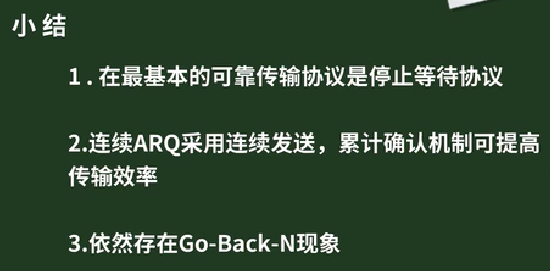 小 结
1 . 在最基本的可靠传输协议是停止等待协议
2.连续ARQ采用连续发送，累计确认机制可提高
传输效率
3.依然存在Go-Back-N现象